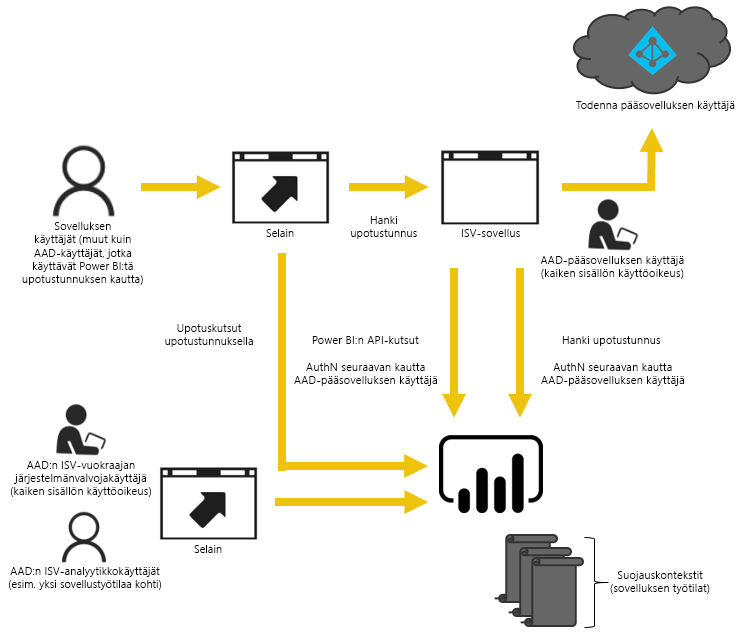 Todenna pääsovelluksen käyttäjä
Sovelluksen
käyttäjät (muut kuin
AAD-käyttäjät, jotka
käyttävät Power BI:tä
upotustunnuksen kautta)
Selain
Hanki
upotustunnus
ISV-sovellus
AAD-pääsovelluksen käyttäjä
(kaiken sisällön käyttöoikeus)
Upotuskutsut
upotustunnuksella
Power BI:n API-kutsut
AuthN seuraavan kautta
AAD-pääsovelluksen käyttäjä
Hanki upotustunnus
AuthN seuraavan kautta
AAD-pääsovelluksen käyttäjä
AAD:n ISV-vuokraajan
järjestelmänvalvojakäyttäjä
(kaiken sisällön käyttöoikeus)
Selain
AAD:n ISV-analyytikkokäyttäjät
(esim. yksi sovellustyötilaa kohti)
Suojauskontekstit
(sovelluksen työtilat)